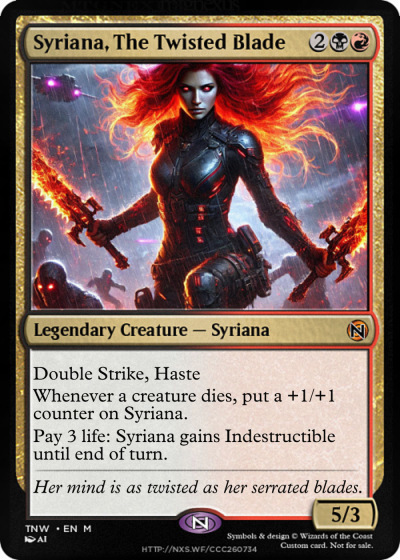 Syriana, The Twisted Blade 2
Legendary Creature — Syriana
Double Strike, Haste
Whenever a creature dies, put a +1/+1
counter on Syriana.
Pay 3 life: Syriana gains Indestructible
until end of turn.
Her mind is as twisted as her serrated blades.
5/3
TNW • EN M
AI
N
Symbols & design © Wizards of the Coast
Custom card. Not for sale.
HTTP://NXS.WF/CCC260734